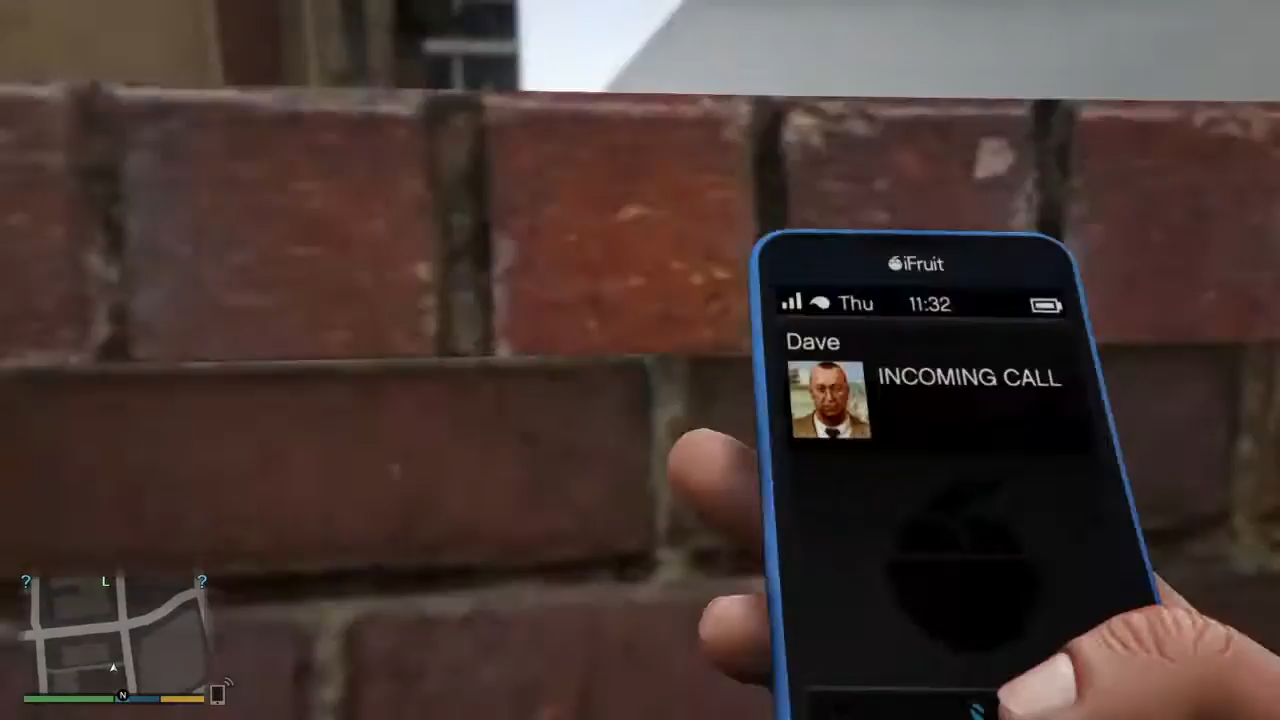 iFruit
Thu 11:32
Dave
INCOMING CALL
? L ?
N